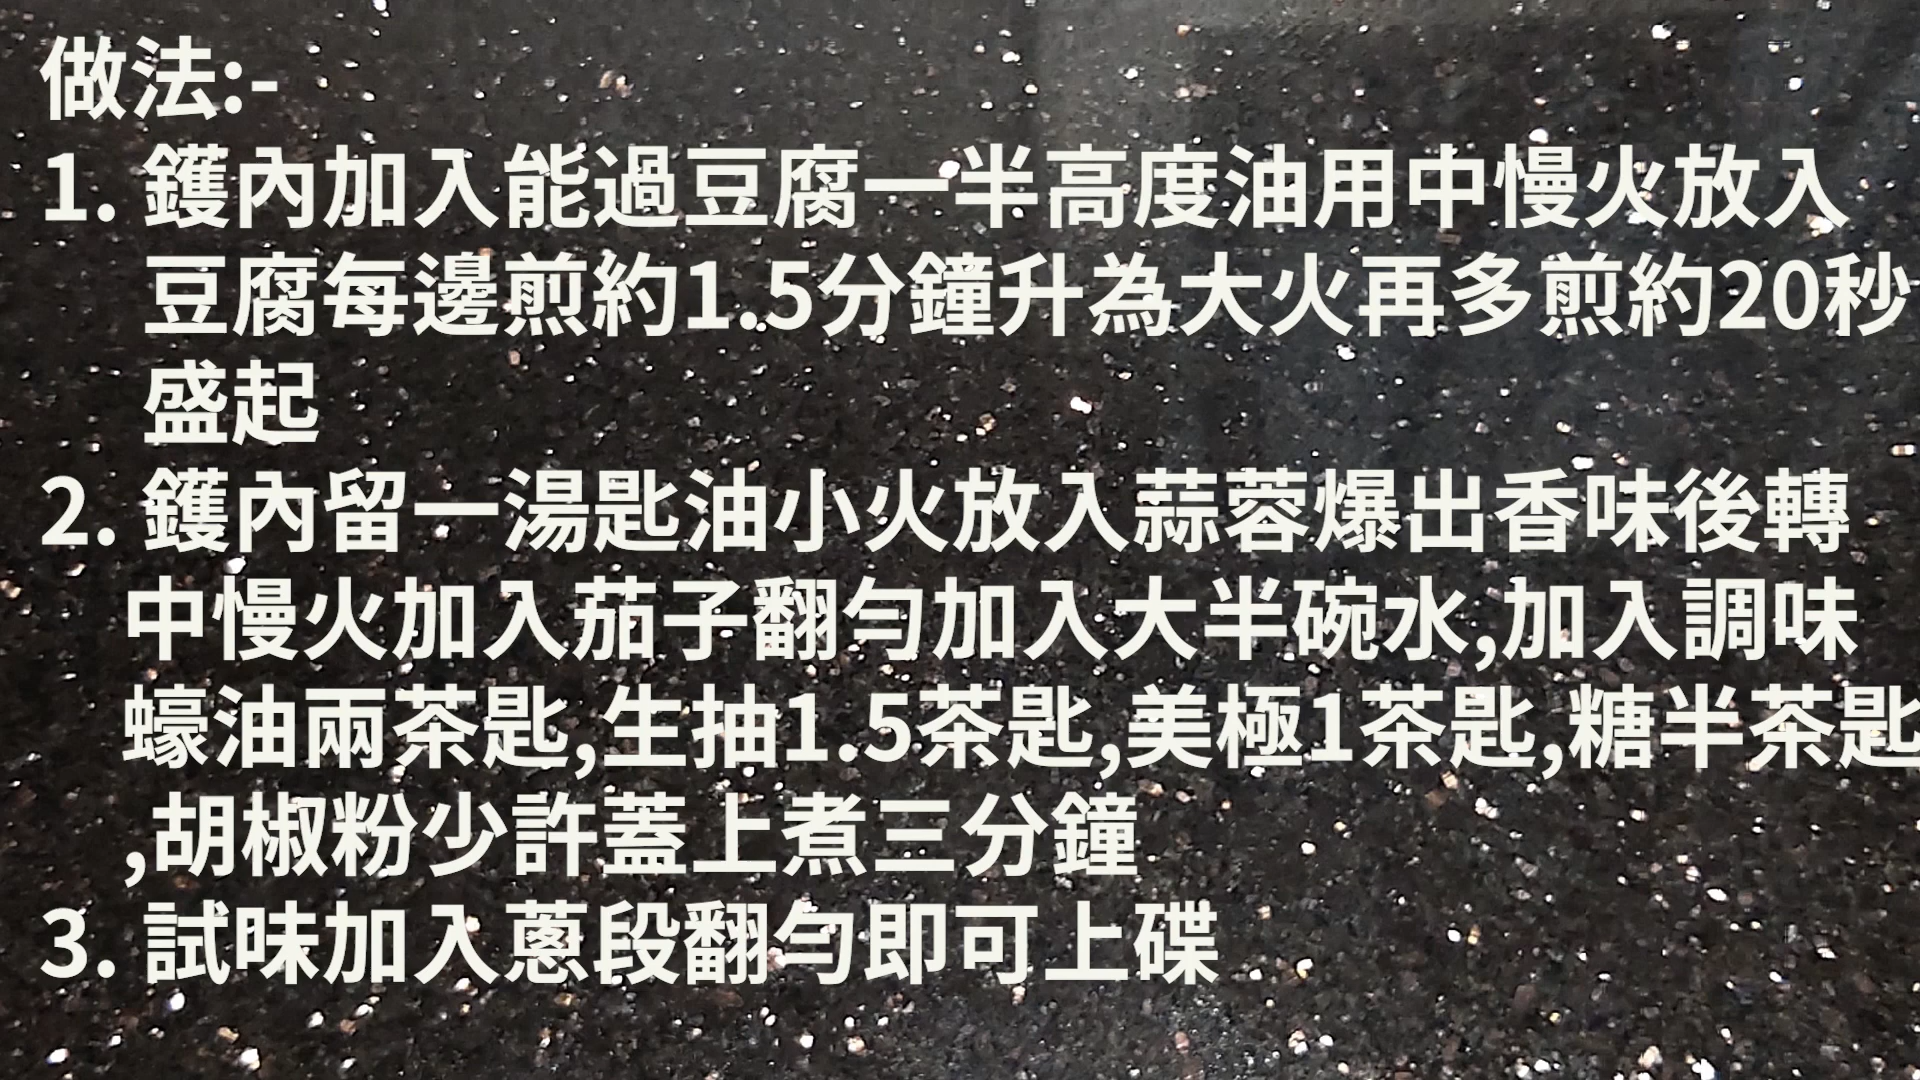 做法:-
1. 鑊內加入能過豆腐一半高度油用中慢火放入
豆腐每邊煎約1.5分鐘升為大火再多煎約20秒
盛起
2. 鑊內留一湯匙油小火放入蒜蓉爆出香味後轉
中慢火加入茄子翻勻加入大半碗水,加入調味
蠔油兩茶匙,生抽1.5茶匙,美極1茶匙,糖半茶匙
,胡椒粉少許蓋上煮三分鐘
3. 試味加入蔥段翻勻即可上碟